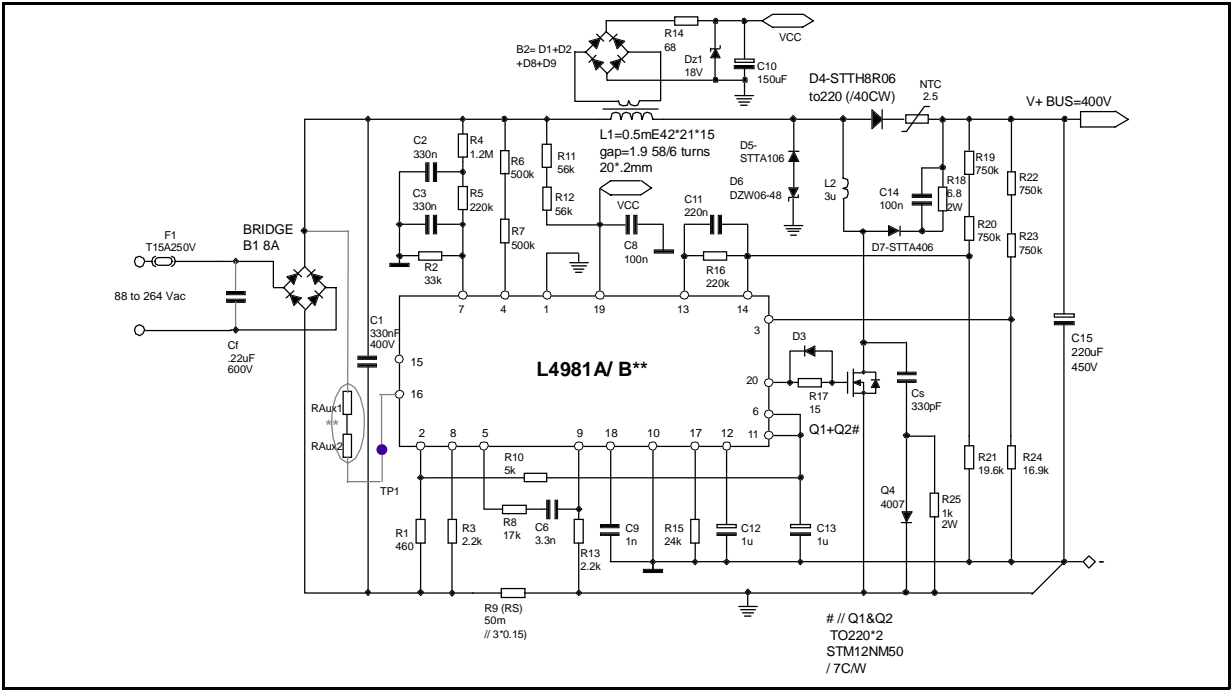 B2= D1+D2
+D8+D9
R14
68
VCC
Dz1
18V
C10
150uF
D4-STTH8R06
to220 (/40CW)
NTC
2.5
V+ BUS=400V
L1=0.5mE42*21*15
gap=1.9 58/6 turns
20*.2mm
C2
330n
R4
1.2M
R6
500k
R11
56k
D5-
STTA106
R19
750k
R22
750k
C3
330n
R5
220k
R12
56k
VCC
C11
220n
D6
DZW06-48
L2
3u
C14
100n
R18
6.8
2W
F1
T15A250V
BRIDGE
B1 8A
R7
500k
C8
100n
R20
750k
R23
750k
R2
33k
R16
220k
D7-STTA406
88 to 264 Vac
7
4
1
19
13
14
3
Cf
.22uF
600V
C1
330nF
400V
15
16
L4981A/ B**
D3
20
R17
15
6
11
Q1+Q2#
Cs
330pF
C15
220uF
450V
RAux1
**
RAux2
TP1
2
8
5
9
18
10
17
12
R10
5k
R21
19.6k
R24
16.9k
Q4
4007
R25
1k
2W
R1
460
R3
2.2k
R8
17k
C6
3.3n
R13
2.2k
C9
1n
R15
24k
C12
1u
C13
1u
-
R9 (RS)
50m
// 3*0.15)
# // Q1&Q2
TO220*2
STM12NM50
/ 7C/W